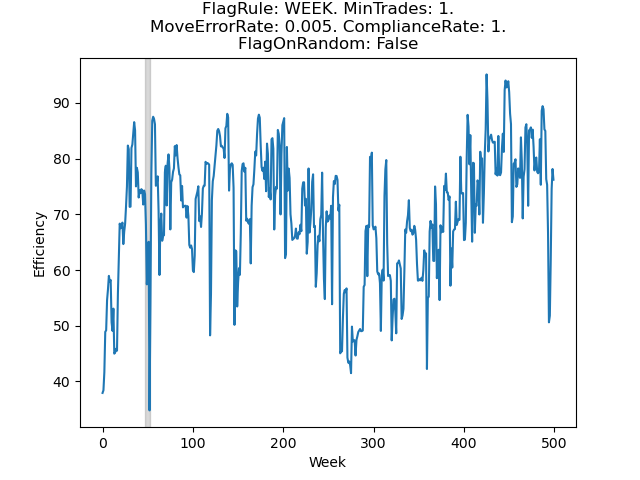 FlagRule: WEEK. MinTrades: 1.
MoveErrorRate: 0.005. ComplianceRate: 1.
FlagOnRandom: False
90
80
70
60
50
40
Efficiency
0 100 200 300 400 500
Week